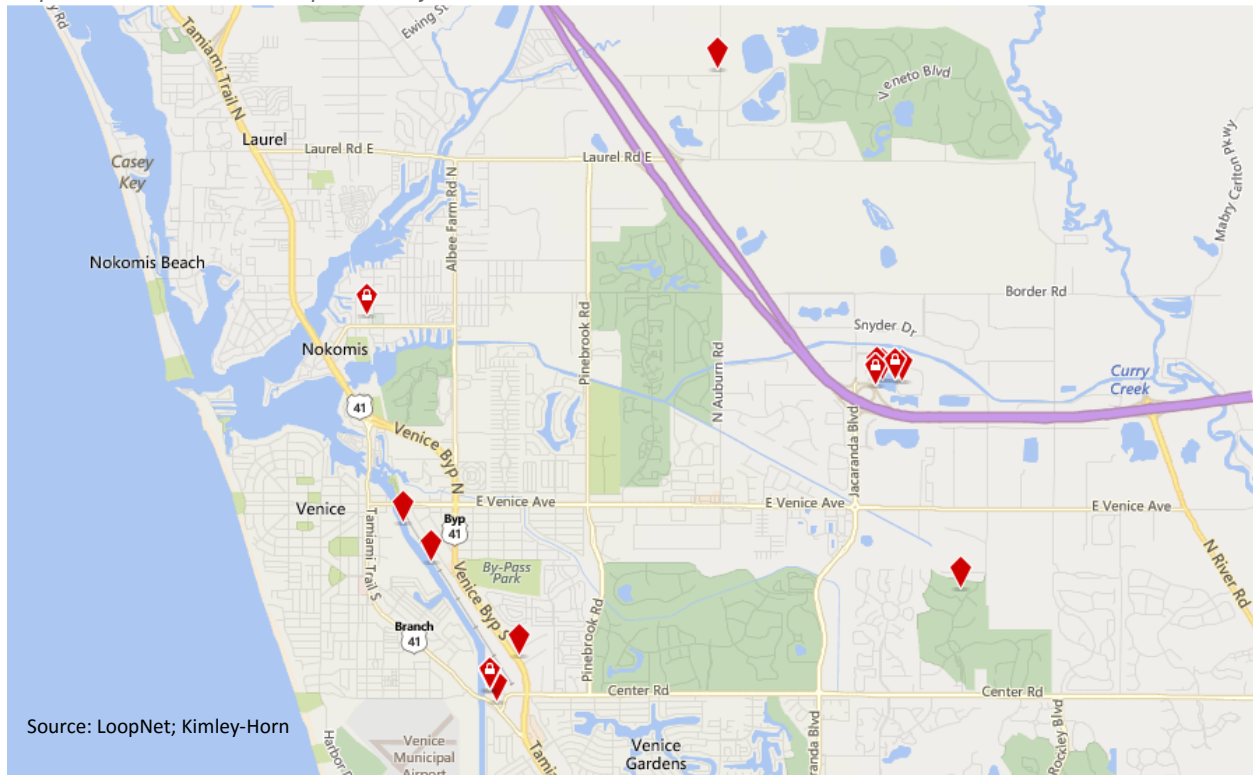 Ewing St
Tamiami Trail N
Veneto Blvd
Laurel
Laurel Rd E
Laurel Rd E
Casey
Key
Albee Farm Rd N
Mabry Carlton Pkwy
Nokomis Beach
Border Rd
Snyder Dr
Nokomis
Pinebrook Rd
N Auburn Rd
Curry
Creek
41
Jacaranda Blvd
Venice Byp N
E Venice Ave
E Venice Ave
E Venice Ave
Venice
Byp
41
Tamiami Trail S
By-Pass
Park
Venice Byp S
N River Rd
Branch
41
Pinebrook Rd
Center Rd
Center Rd
Source: LoopNet; Kimley-Horn
Venice
Municipal
Airport
Venice
Gardens
Rockley Blvd